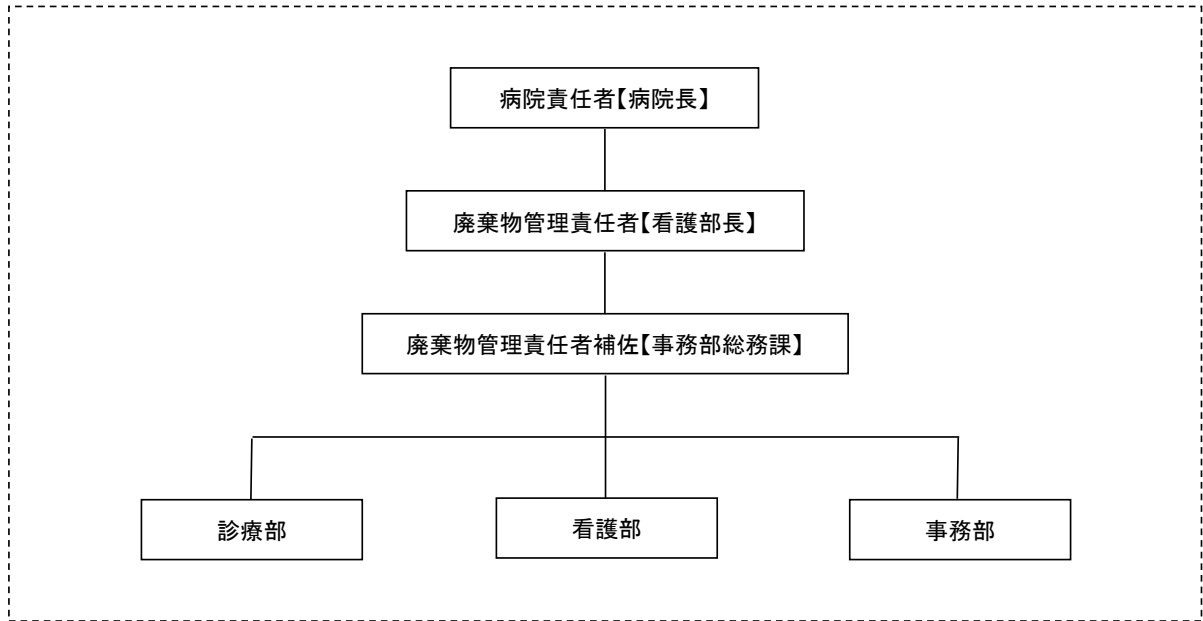 病院責任者【病院長】
廃棄物管理責任者【看護部長】
廃棄物管理責任者補佐【事務部総務課】
診療部
看護部
事務部